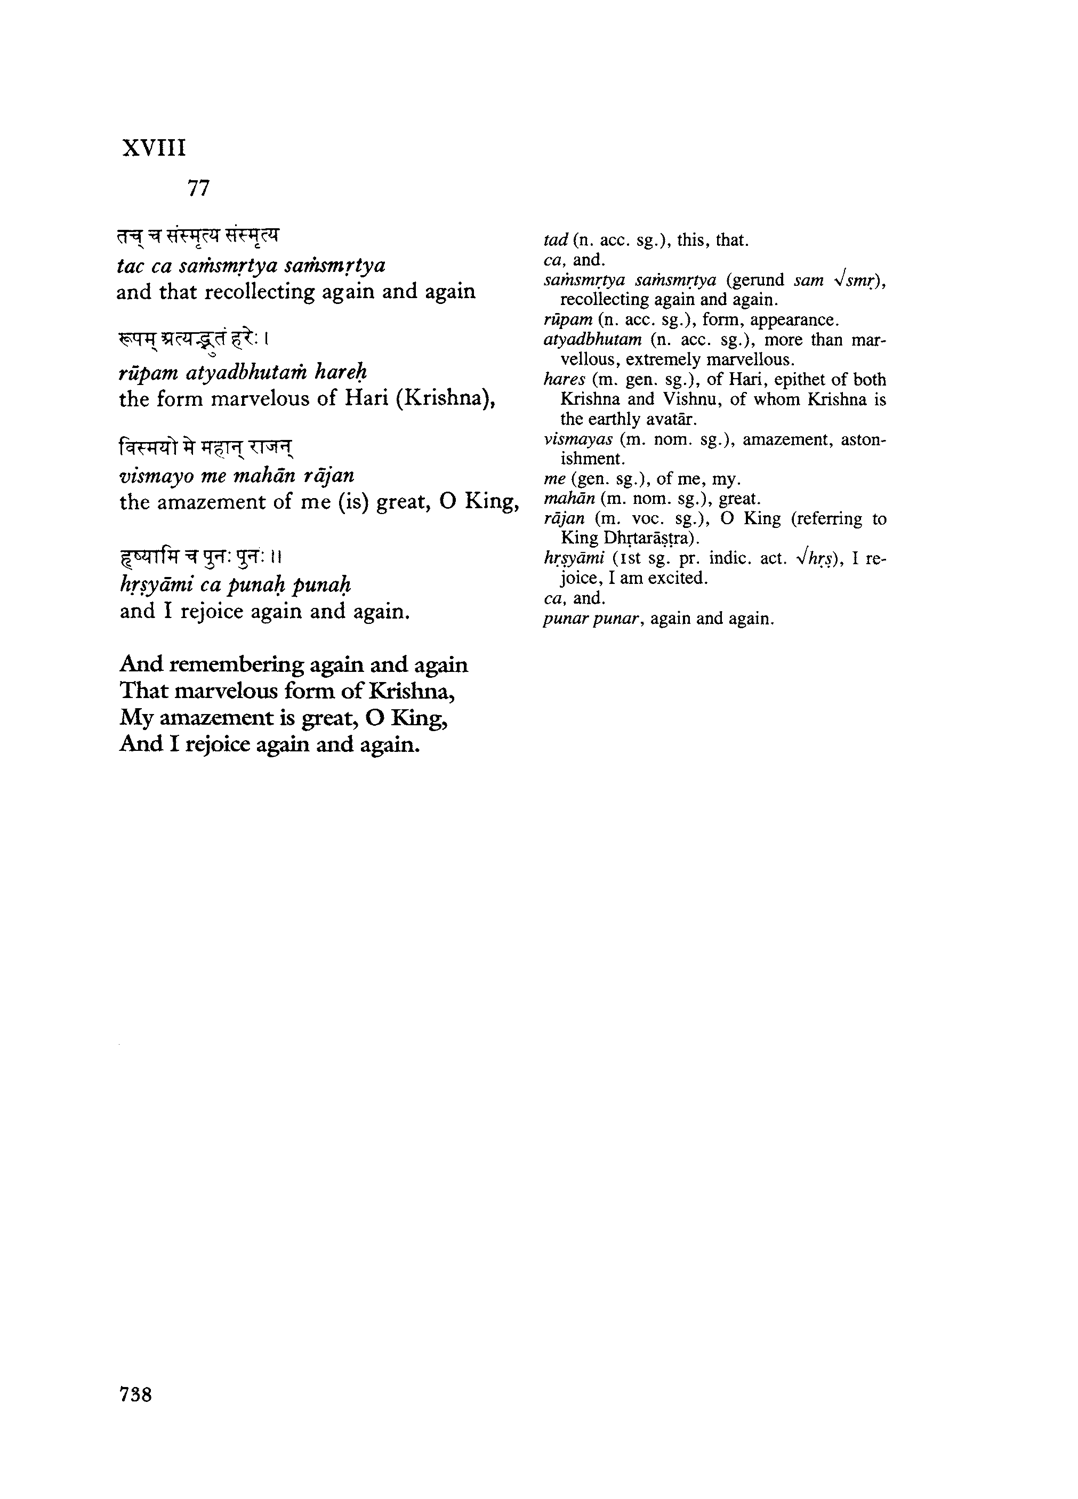 XVIII
77
तच् च संस्मृत्य संस्मृत्य
tac ca saṁsmṛtya saṁsmṛtya
and that recollecting again and again
रूपम् अत्यद्भुतं हरेः ।
rūpam atyadbhutaṁ hareḥ
the form marvelous of Hari (Krishna),
विस्मयो मे महान् राजन्
vismayo me mahān rājan
the amazement of me (is) great, O King,
हृष्यामि च पुनः पुनः ॥
hṛṣyāmi ca punaḥ punaḥ
and I rejoice again and again.
And remembering again and again
That marvelous form of Krishna,
My amazement is great, O King,
And I rejoice again and again.
tad (n. acc. sg.), this, that.
ca, and.
saṁsmṛtya saṁsmṛtya (gerund sam √smṛ),
recollecting again and again.
rūpam (n. acc. sg.), form, appearance.
atyadbhutam (n. acc. sg.), more than mar-
vellous, extremely marvellous.
hares (m. gen. sg.), of Hari, epithet of both
Krishna and Vishnu, of whom Krishna is
the earthly avatār.
vismayas (m. nom. sg.), amazement, aston-
ishment.
me (gen. sg.), of me, my.
mahān (m. nom. sg.), great.
rājan (m. voc. sg.), O King (referring to
King Dhṛtarāṣṭra).
hṛṣyāmi (1st sg. pr. indic. act. √hṛṣ), I re-
joice, I am excited.
ca, and.
punar punar, again and again.
738